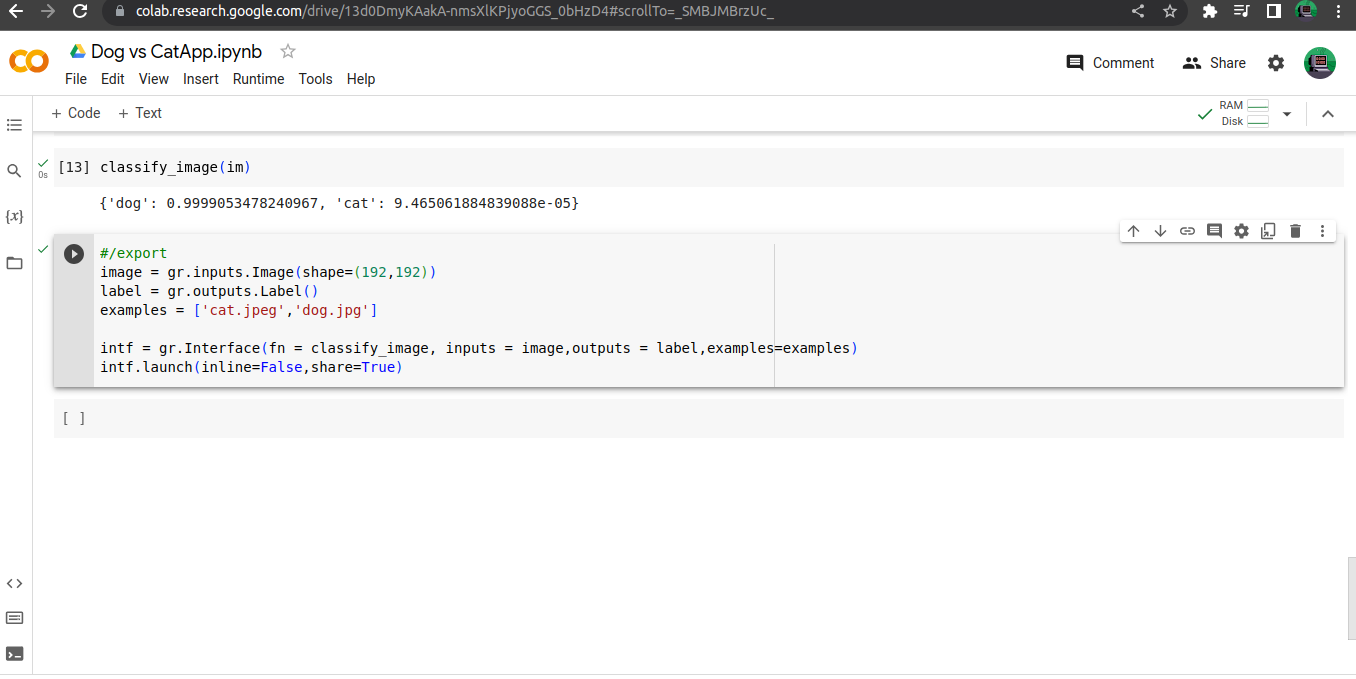 colab.research.google.com/drive/13d0DmyKAakA-nmsXlKPjyoGGS_0bHzD4#scrollTo=_SMBJMBrzUc_
Dog vs CatApp.ipynb
File Edit View Insert Runtime Tools Help
Comment
Share
+ Code + Text
RAM
Disk
0s
[13] classify_image(im)
{'dog': 0.9999053478240967, 'cat': 9.465061884839088e-05}
{x}
#/export
image = gr.inputs.Image(shape=(192,192))
label = gr.outputs.Label()
examples = ['cat.jpeg','dog.jpg']
intf = gr.Interface(fn = classify_image, inputs = image,outputs = label,examples=examples)
intf.launch(inline=False,share=True)
[ ]